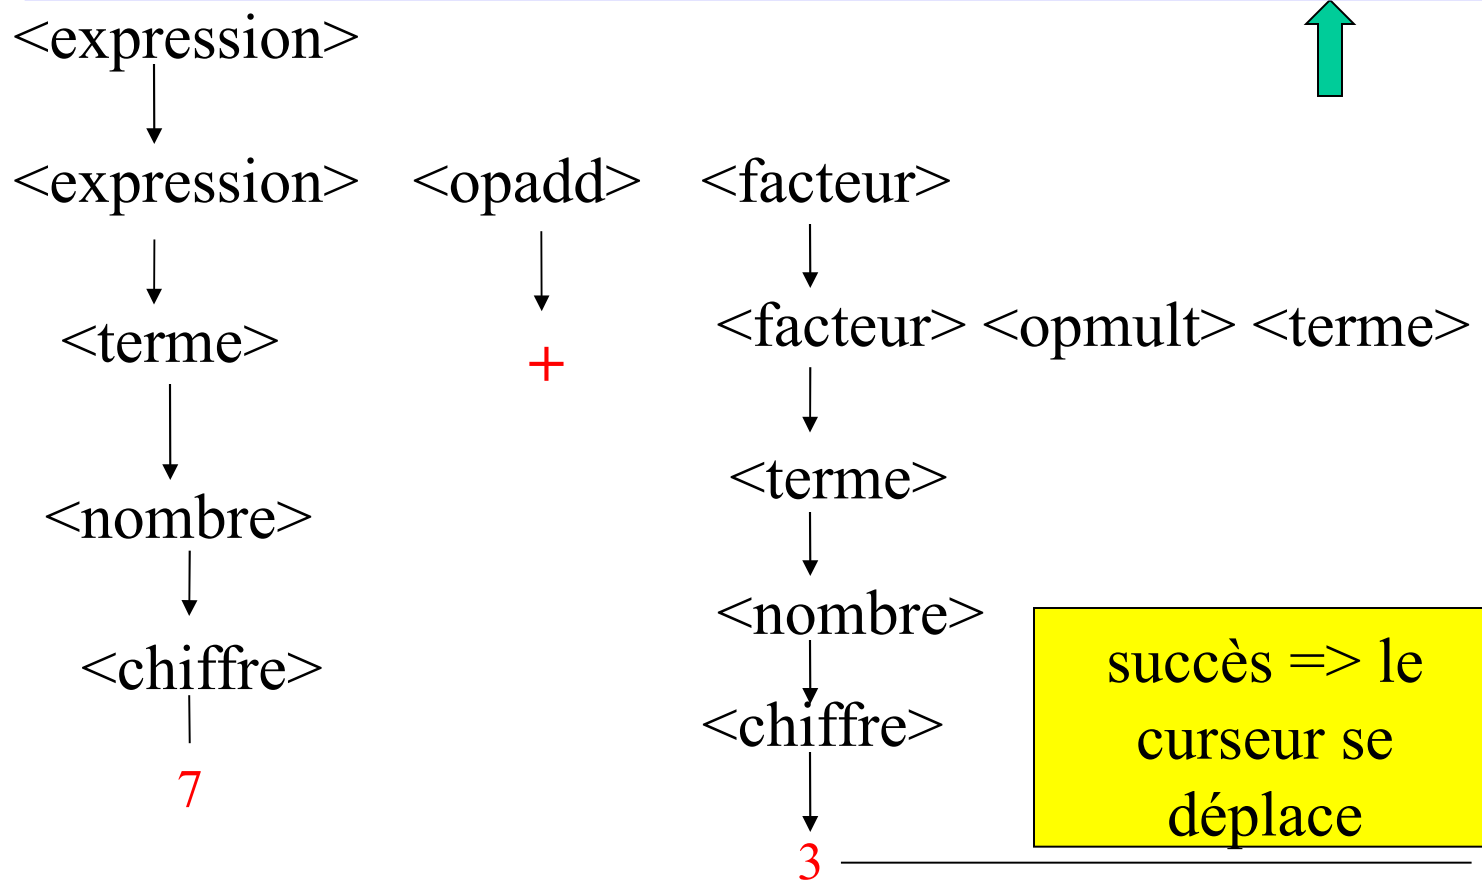 <expression>
<expression> <opadd> <facteur>
<facteur> <opmult> <terme>
<terme>
+
<terme>
<nombre>
<nombre>
<chiffre>
<chiffre>
7
3
succès => le
curseur se
déplace